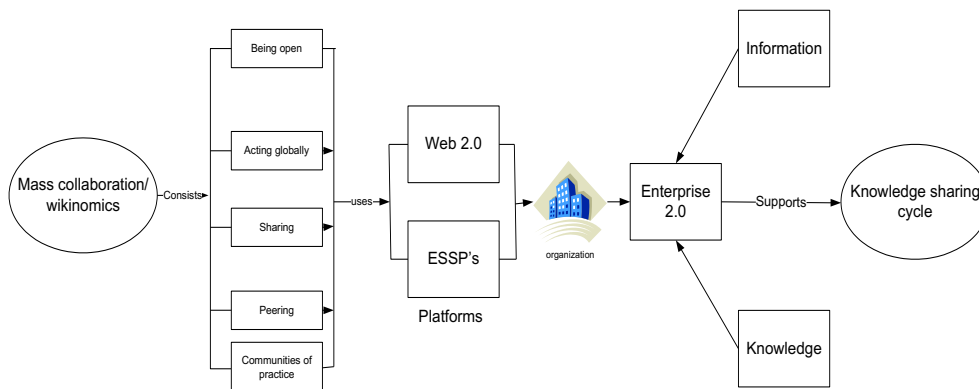 Mass collaboration/
wikinomics
Consists
Being open
Acting globally
Sharing
Peering
Communities of
practice
uses
Web 2.0
ESSP's
Platforms
organization
Information
Enterprise
2.0
Knowledge
Supports
Knowledge sharing
cycle